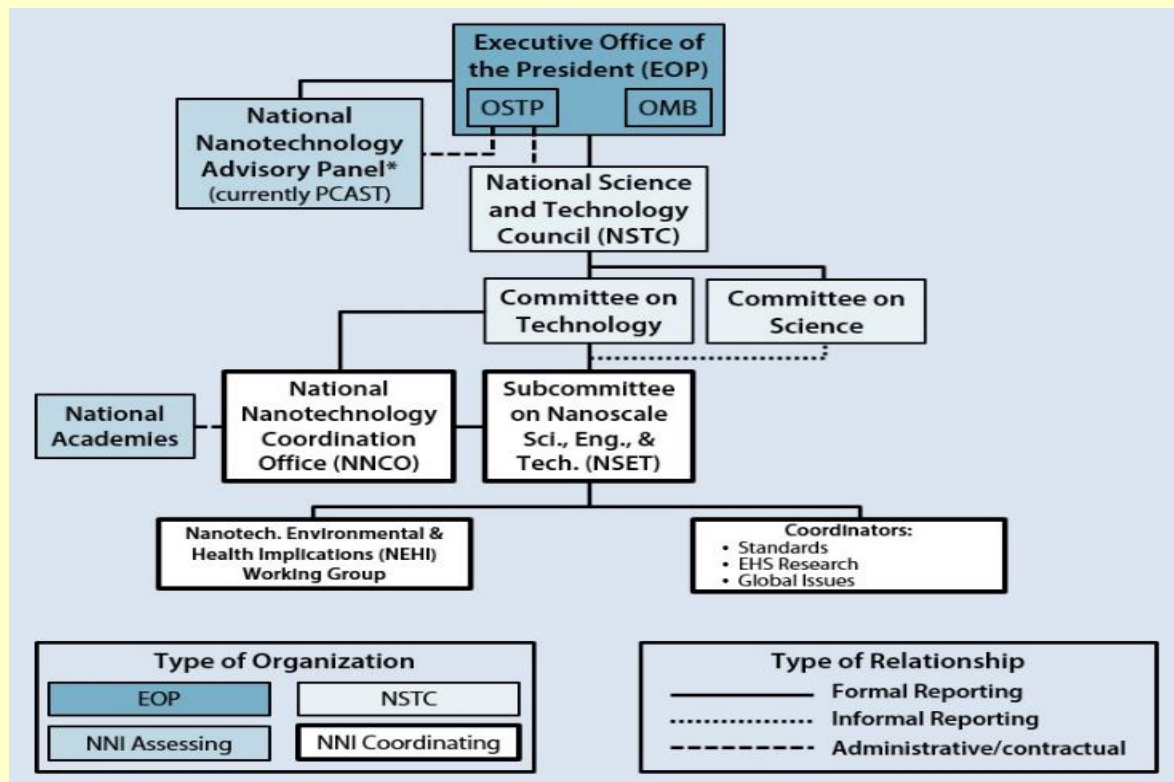 Executive Office of
the President (EOP)
OSTP
OMB
National
Nanotechnology
Advisory Panel*
(currently PCAST)
National Science
and Technology
Council (NSTC)
Committee on
Technology
Committee on
Science
National
Academies
National
Nanotechnology
Coordination
Office (NNCO)
Subcommittee
on Nanoscale
Sci., Eng., &
Tech. (NSET)
Nanotech. Environmental &
Health Implications (NEHI)
Working Group
Coordinators:
• Standards
• EHS Research
• Global Issues
Type of Organization
EOP
NSTC
NNI Assessing
NNI Coordinating
Type of Relationship
Formal Reporting
Informal Reporting
Administrative/contractual